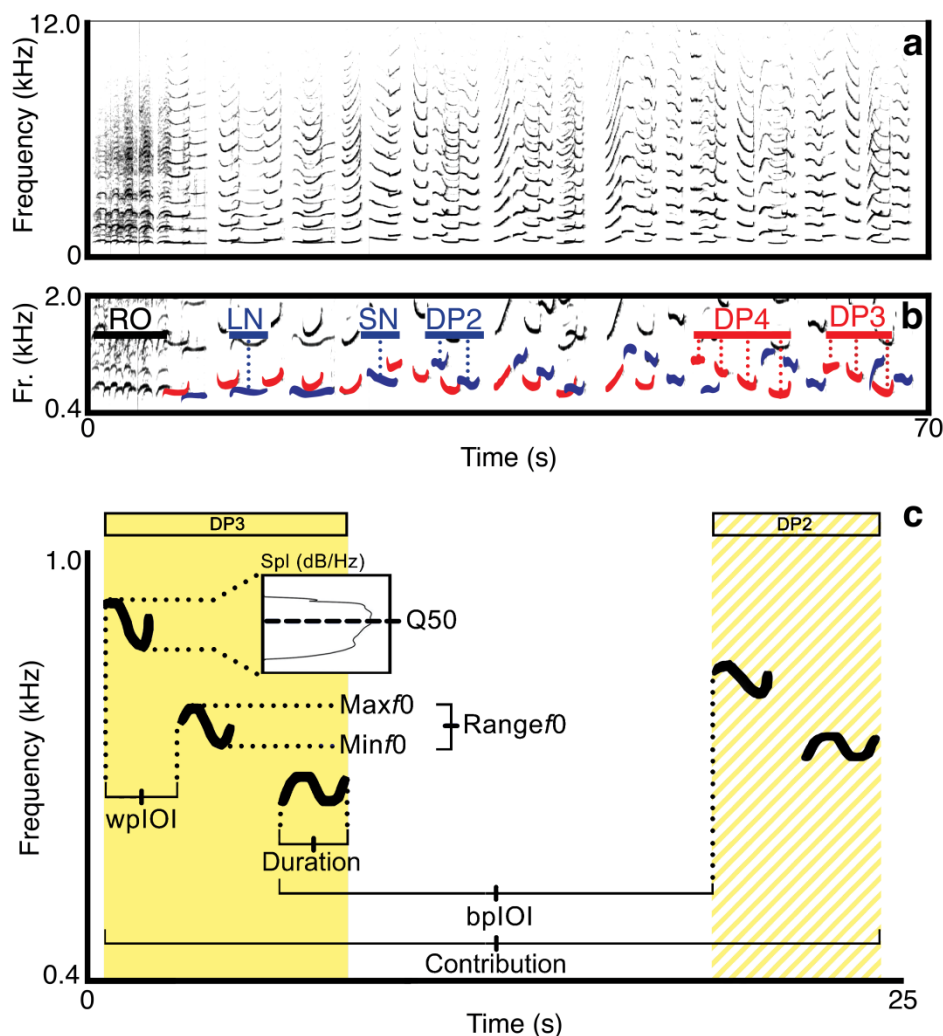 12.0
a
Frequency (kHz)
0
2.0
RO
LN
SN
DP2
DP4
DP3
b
Fr. (kHz)
0.4
0
70
Time (s)
DP3
DP2
c
1.0
Spl (dB/Hz)
Q50
Maxf0
Minf0
Rangef0
Frequency (kHz)
wpIOI
Duration
bpIOI
Contribution
0.4
0
25
Time (s)